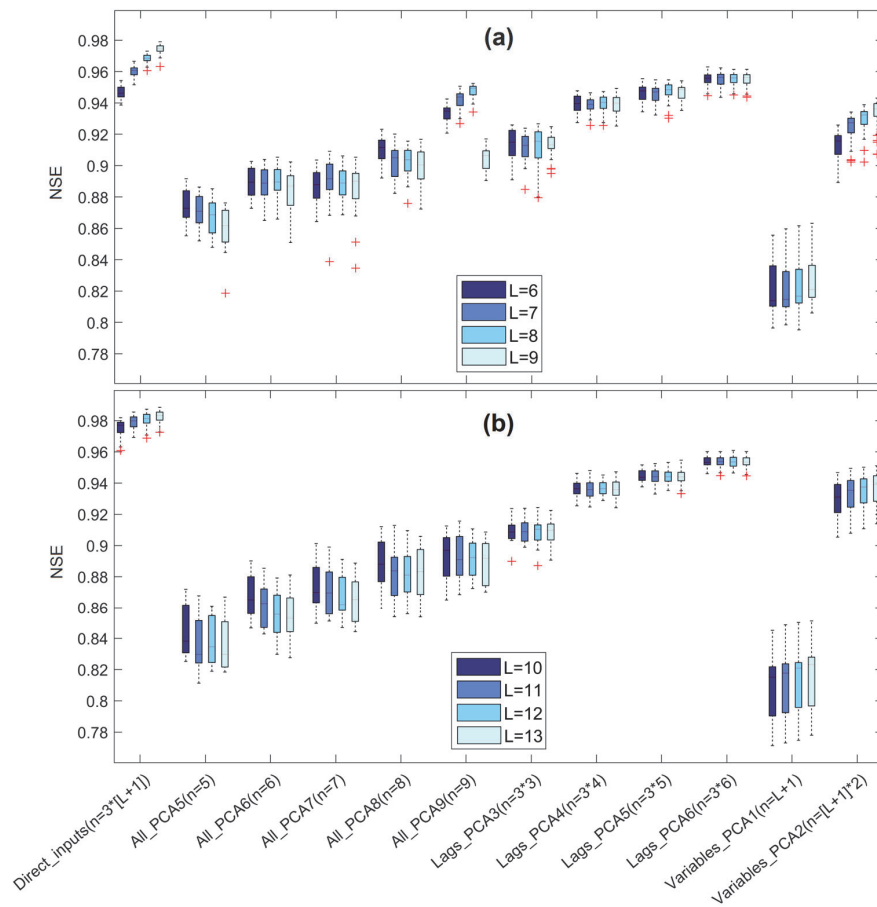 (a)
NSE
0.98
0.96
0.94
0.92
0.9
0.88
0.86
0.84
0.82
0.8
0.78
L=6
L=7
L=8
L=9
(b)
NSE
0.98
0.96
0.94
0.92
0.9
0.88
0.86
0.84
0.82
0.8
0.78
L=10
L=11
L=12
L=13
Direct_inputs(n=3*[L+1])
All_PCA5(n=5)
All_PCA6(n=6)
All_PCA7(n=7)
All_PCA8(n=8)
All_PCA9(n=9)
Lags_PCA3(n=3*3)
Lags_PCA4(n=3*4)
Lags_PCA5(n=3*5)
Lags_PCA6(n=3*6)
Variables_PCA1(n=L+1)
Variables_PCA2(n=[L+1]*2)